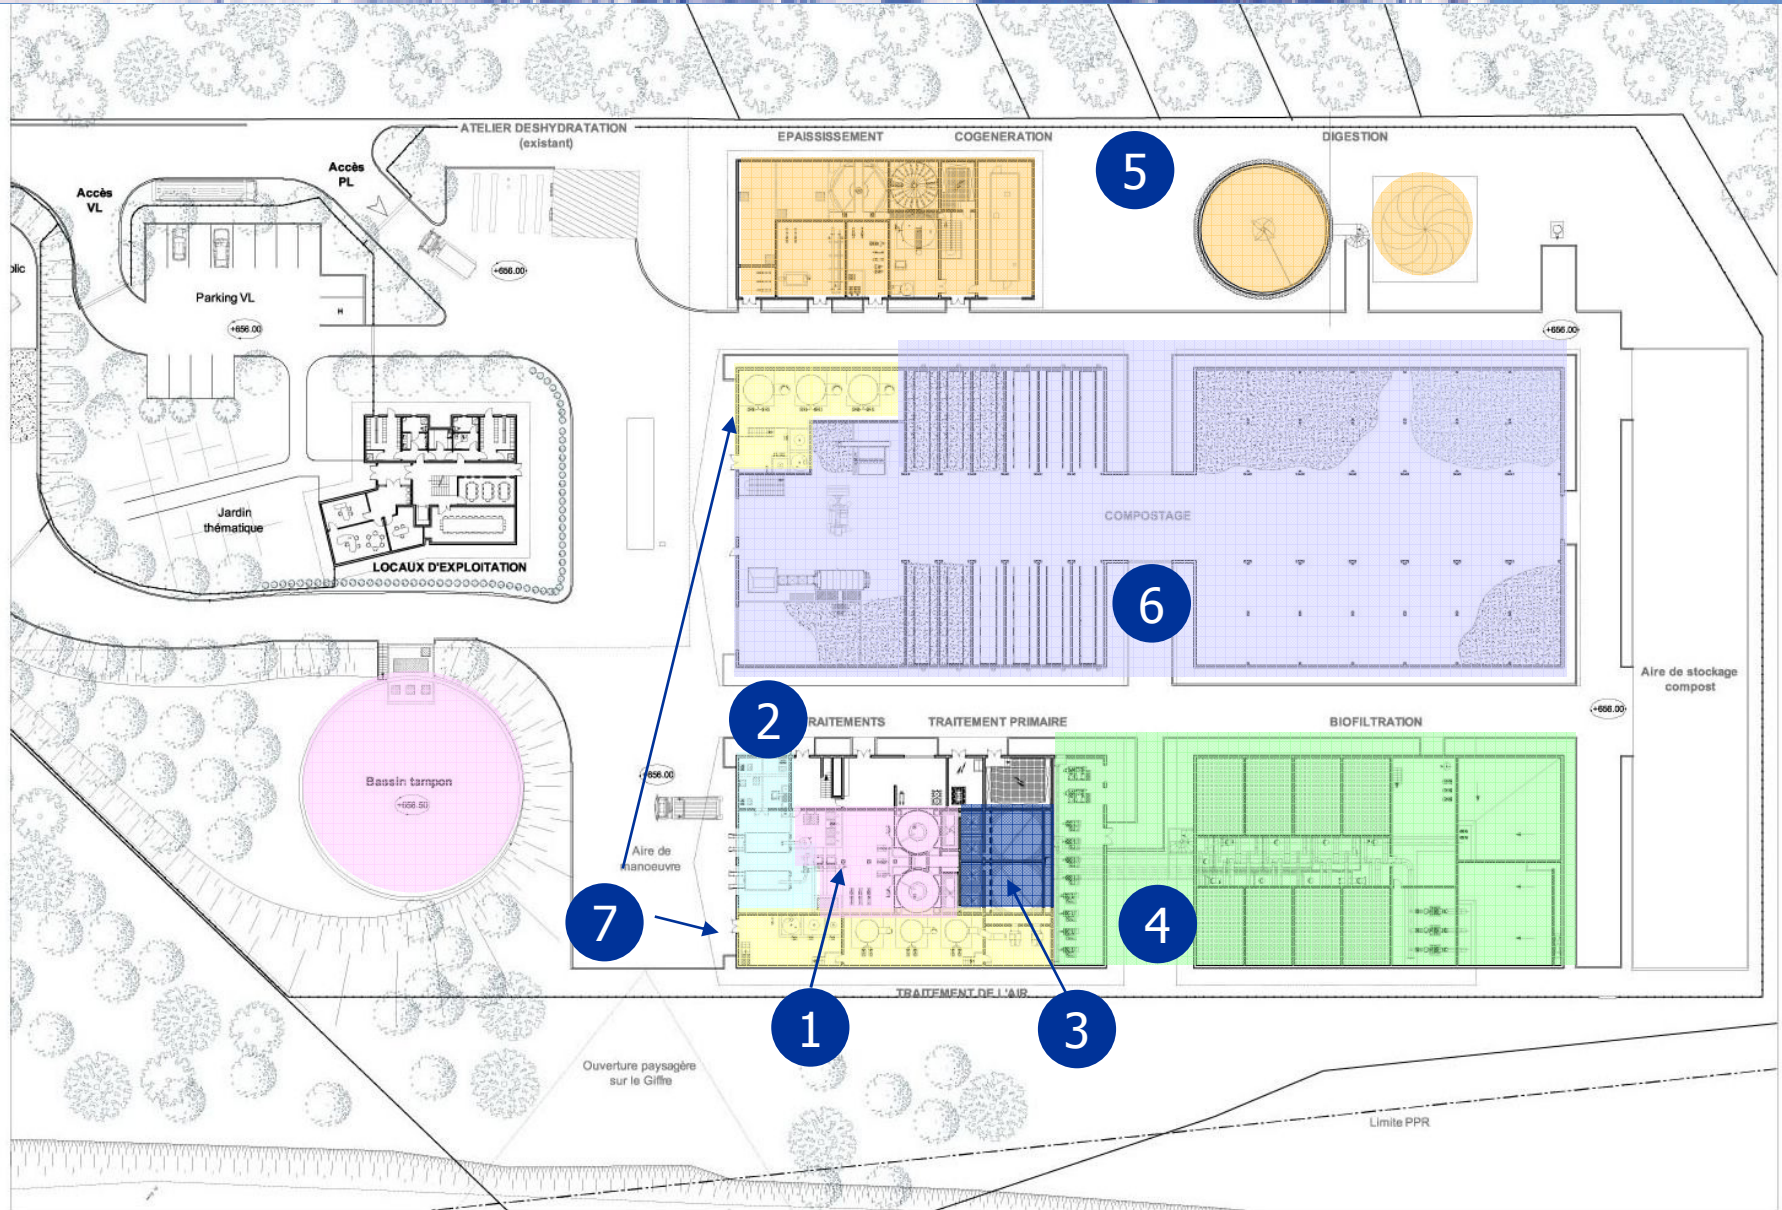 ATELIER DESHYDRATATION
(existant)
EPAISSISSEMENT
COGENERATION
DIGESTION
5
Accès
PL
Accès
VL
blic
+656.00
Parking VL
H
+656.00
+656.00
Jardin
thématique
LOCAUX D'EXPLOITATION
COMPOSTAGE
6
Aire de stockage
compost
+656.00
2
RAITEMENTS
TRAITEMENT PRIMAIRE
BIOFILTRATION
Bassin tampon
+656.50
+656.00
Aire de
manoeuvre
7
4
TRAITEMENT DE L'AIR
1
3
Ouverture paysagère
sur le Giffre
Limite PPR